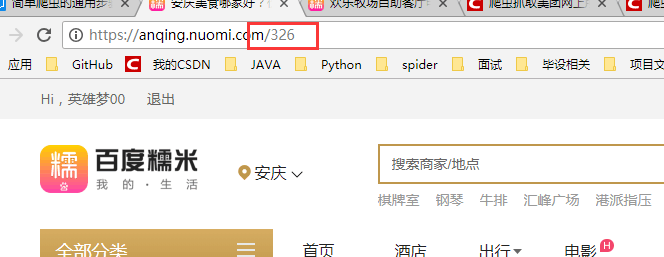 简单爬虫的通用步骤
安庆美食哪家好？
欢乐牧场自助客厅
爬虫抓取美团网上
爬虫
https://anqing.nuomi.com/326
应用 GitHub 我的CSDN JAVA Python spider 面试 毕设相关 项目文
Hi，英雄梦00 退出
糯 百度糯米
我的·生活
安庆
搜索商家/地点
棋牌室 钢琴 牛排 汇峰广场 港派指压
全部分类 首页 酒店 出行 电影 H